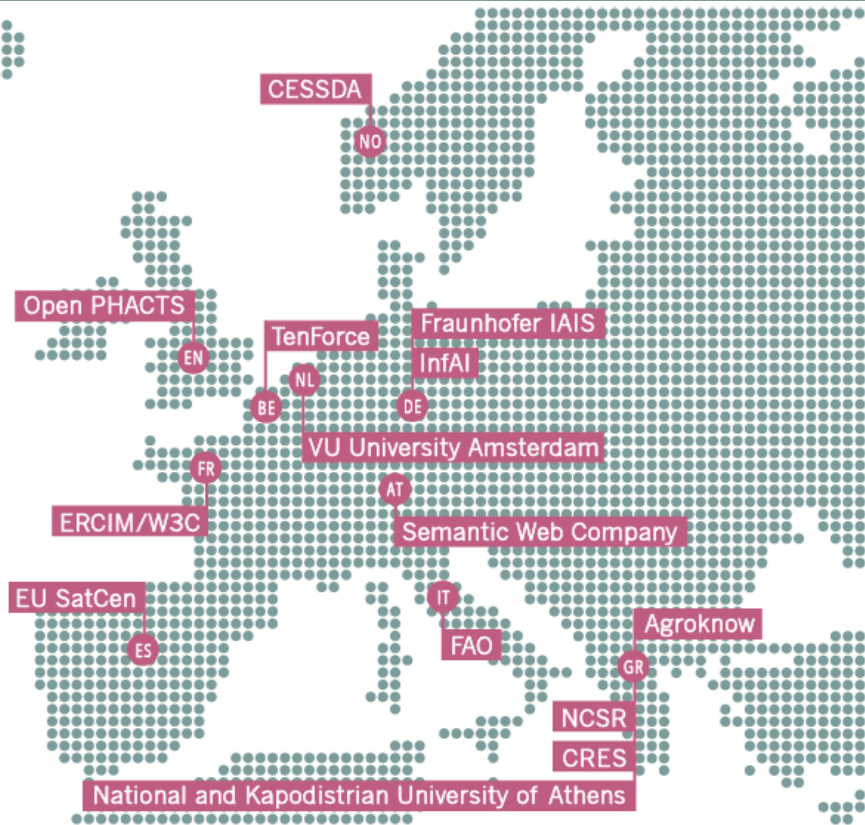 CESSDA
NO
Open PHACTS
EN
TenForce
BE
NL
VU University Amsterdam
Fraunhofer IAIS
InfAI
DE
FR
ERCIM/W3C
AT
Semantic Web Company
EU SatCen
ES
IT
FAO
Agroknow
GR
NCSR
CRES
National and Kapodistrian University of Athens